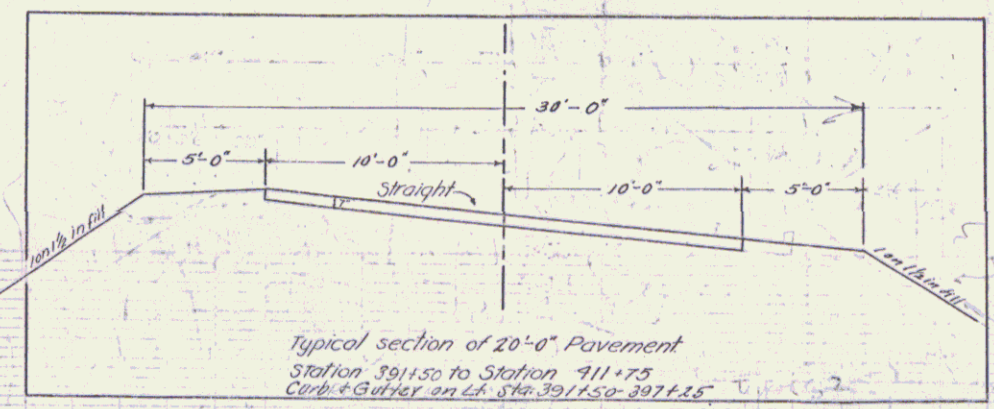 30'-0"
5'-0" 10'-0"
Straight
10'-0" 5'-0"
7"
1 on 1½ in fill
1 on 1½ in fill
Typical section of 20'-0" Pavement
Station 391+50 to Station 411+75
Curb & Gutter on Lt. Sta. 391+50-397+25